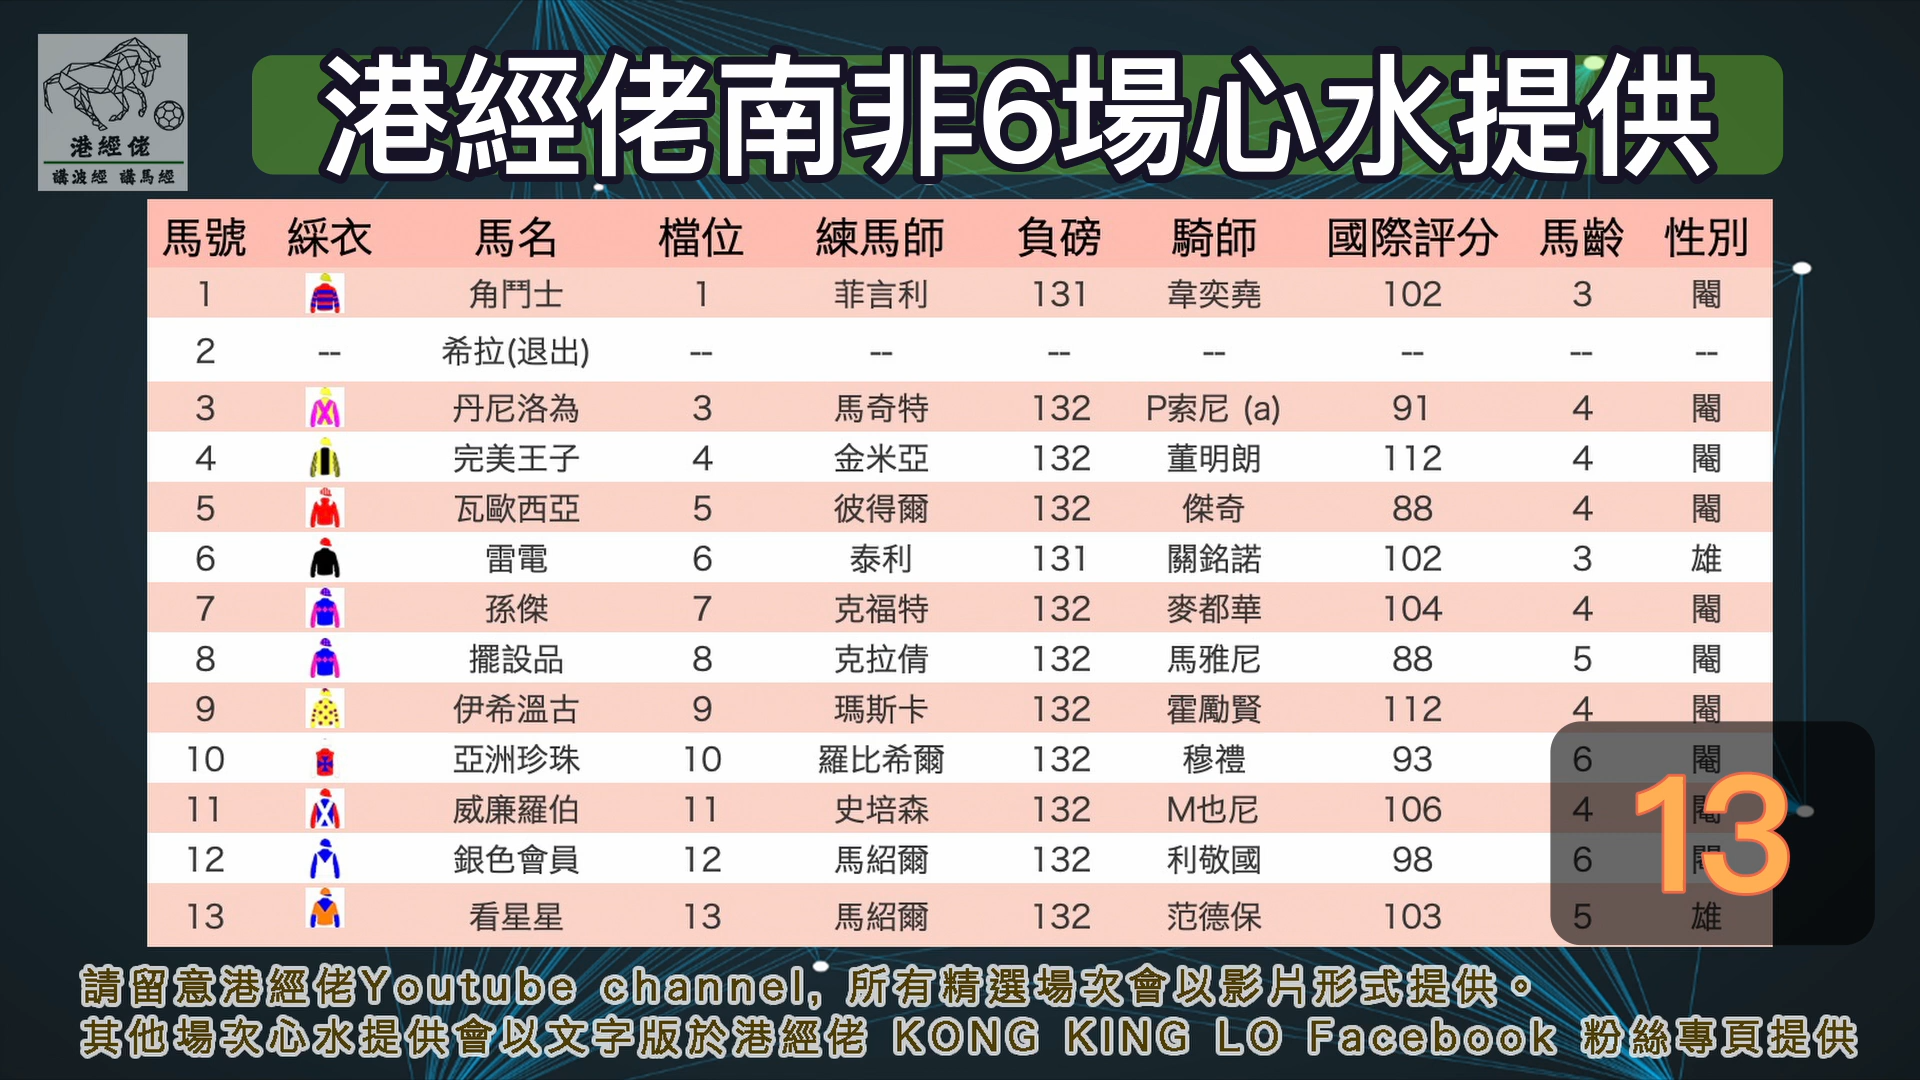 港經佬
講波經 講馬經
港經佬南非6場心水提供
馬號 綵衣 馬名 檔位 練馬師 負磅 騎師 國際評分 馬齡 性別
1 角鬥士 1 菲言利 131 韋奕堯 102 3 閹
2 -- 希拉(退出) -- -- -- -- -- -- --
3 丹尼洛為 3 馬奇特 132 P索尼 (a) 91 4 閹
4 完美王子 4 金米亞 132 董明朗 112 4 閹
5 瓦歐西亞 5 彼得爾 132 傑奇 88 4 閹
6 雷電 6 泰利 131 關銘諾 102 3 雄
7 孫傑 7 克福特 132 麥都華 104 4 閹
8 擺設品 8 克拉倩 132 馬雅尼 88 5 閹
9 伊希溫古 9 瑪斯卡 132 霍勵賢 112 4 閹
10 亞洲珍珠 10 羅比希爾 132 穆禮 93 6 閹
11 威廉羅伯 11 史培森 132 M也尼 106 4 閹
12 銀色會員 12 馬紹爾 132 利敬國 98 6 閹
13 看星星 13 馬紹爾 132 范德保 103 5 雄
13
請留意港經佬Youtube channel, 所有精選場次會以影片形式提供。
其他場次心水提供會以文字版於港經佬 KONG KING LO Facebook 粉絲專頁提供